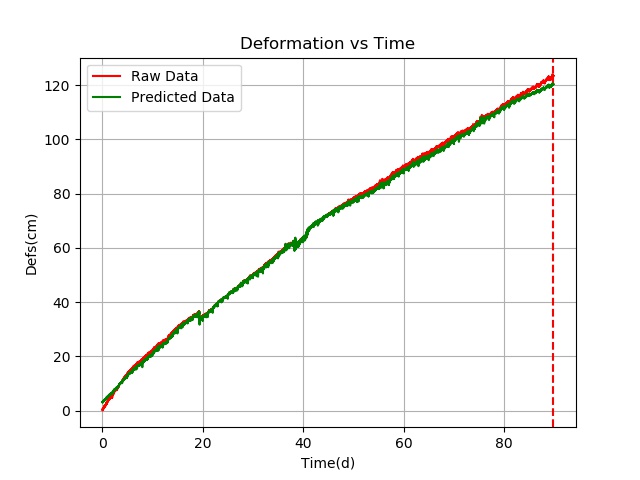 Deformation vs Time
Raw Data
Predicted Data
120
100
80
60
40
20
0
Defs(cm)
0 20 40 60 80
Time(d)